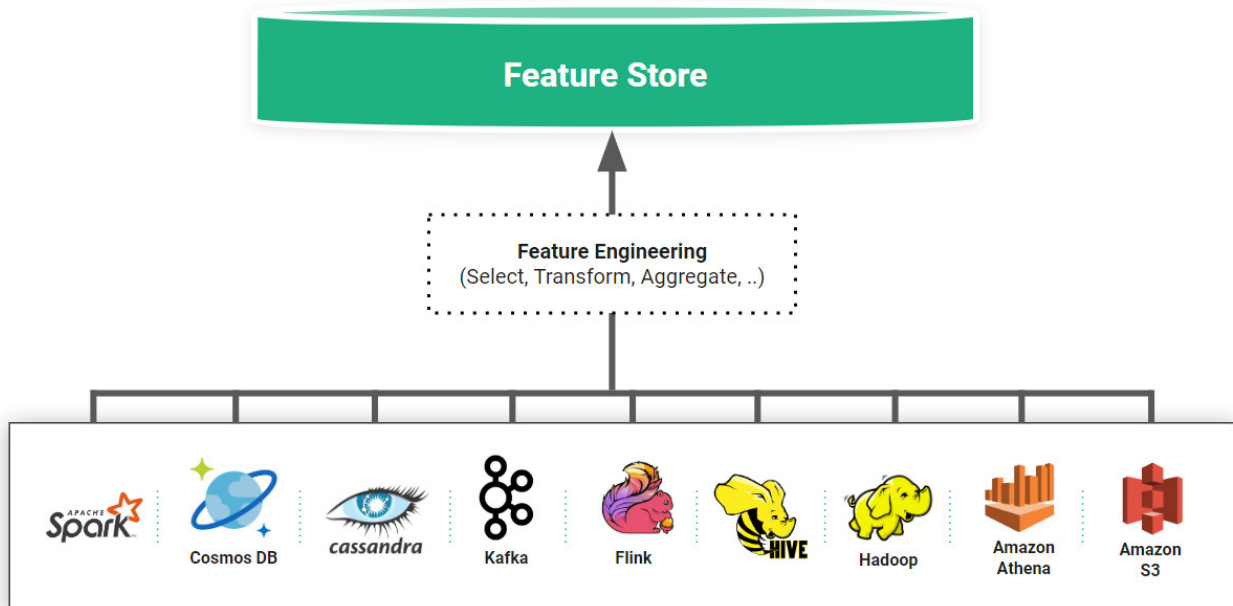 Feature Store
Feature Engineering
(Select, Transform, Aggregate, ..)
APACHE
Spark
Cosmos DB
cassandra
Kafka
Flink
HIVE
Hadoop
Amazon
Athena
Amazon
S3